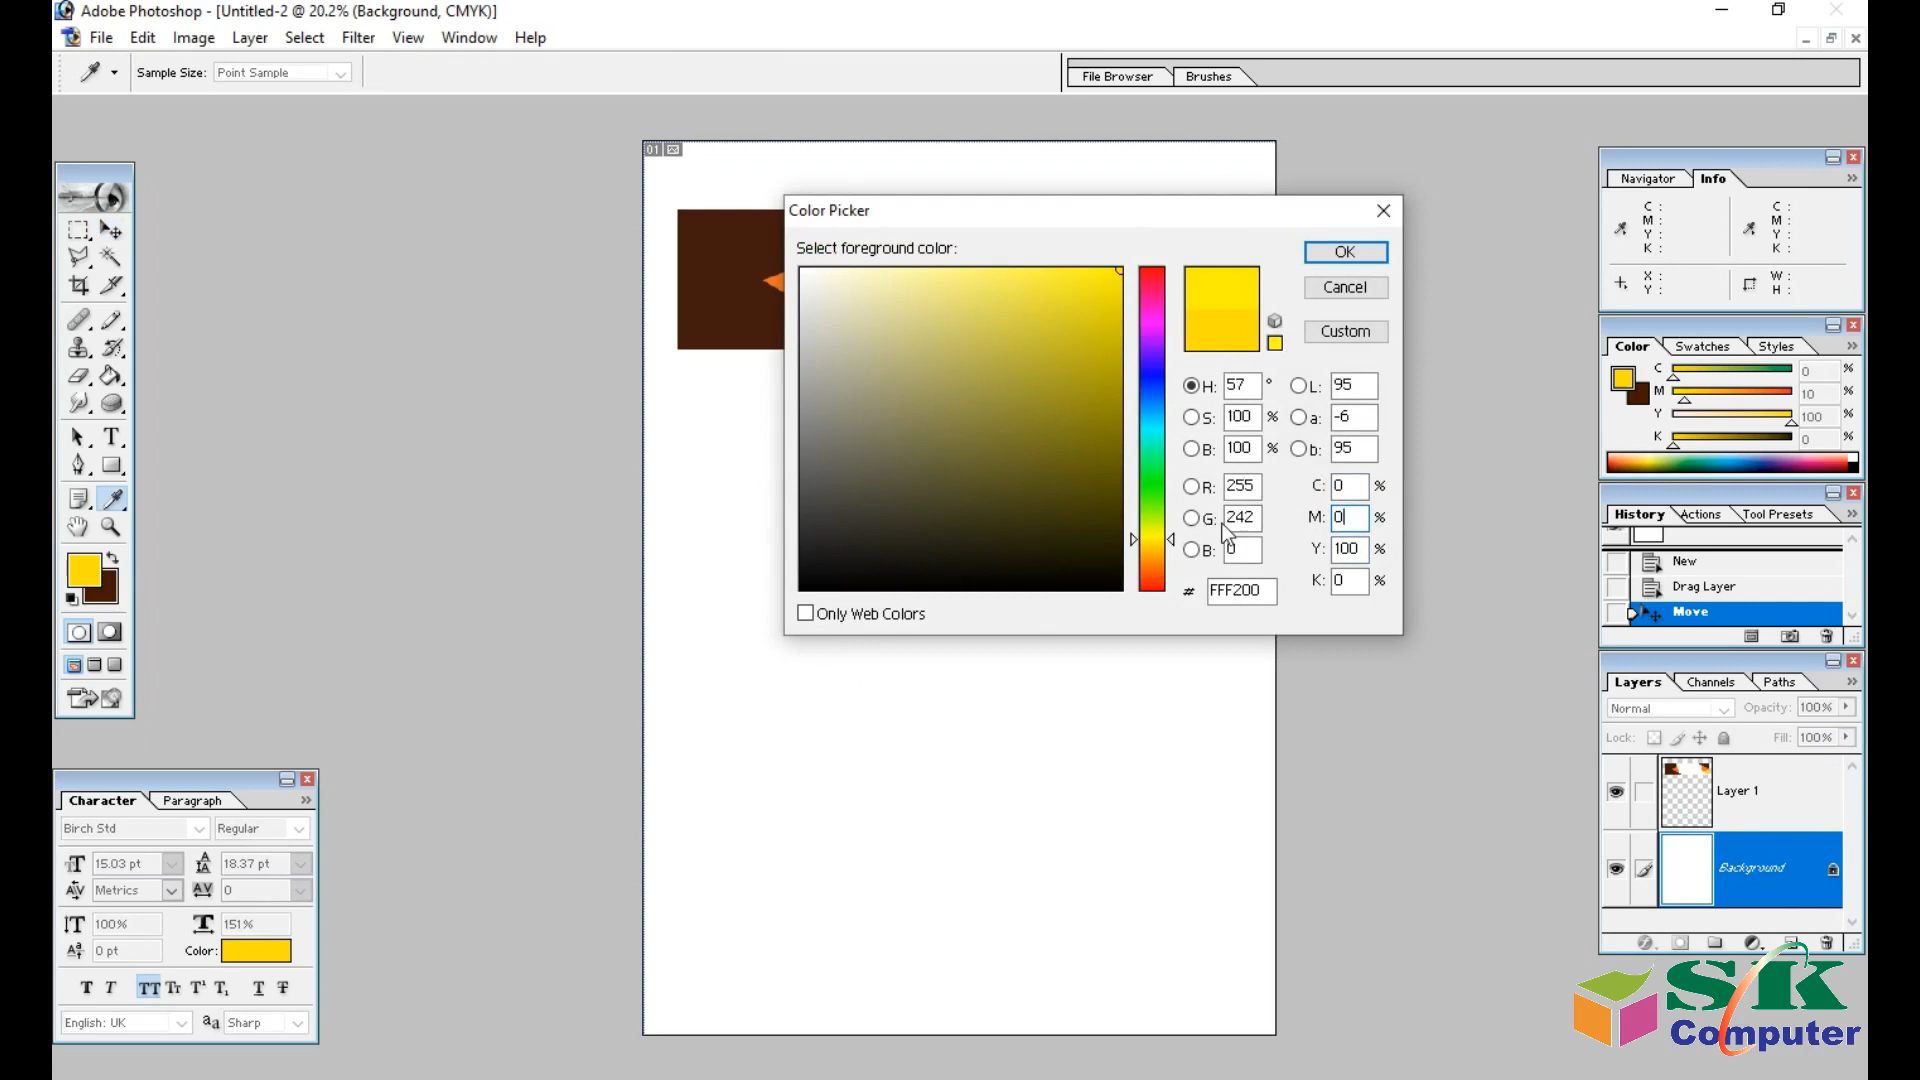 Adobe Photoshop - [Untitled-2 @ 20.2% (Background, CMYK)]
File Edit Image Layer Select Filter View Window Help
Sample Size: Point Sample
File Browser Brushes
01
Color Picker
Select foreground color:
OK
Cancel
Custom
H: 57 °
S: 100 %
B: 100 %
L: 95
a: -6
b: 95
R: 255
G: 242
B: 0
# FFF200
C: 0 %
M: 0 %
Y: 100 %
K: 0 %
Only Web Colors
Navigator Info
C :
M :
Y :
K :
C :
M :
Y :
K :
X :
Y :
W :
H :
Color Swatches Styles
C 0 %
M 10 %
Y 100 %
K 0 %
History Actions Tool Presets
New
Drag Layer
Move
Layers Channels Paths
Normal Opacity: 100%
Lock: Fill: 100%
Layer 1
Background
Character Paragraph
Birch Std Regular
15.03 pt 18.37 pt
Metrics 0
100% 151%
0 pt Color:
T T TT Tr T¹ T₁ T T
English: UK aa Sharp
SK
Computer